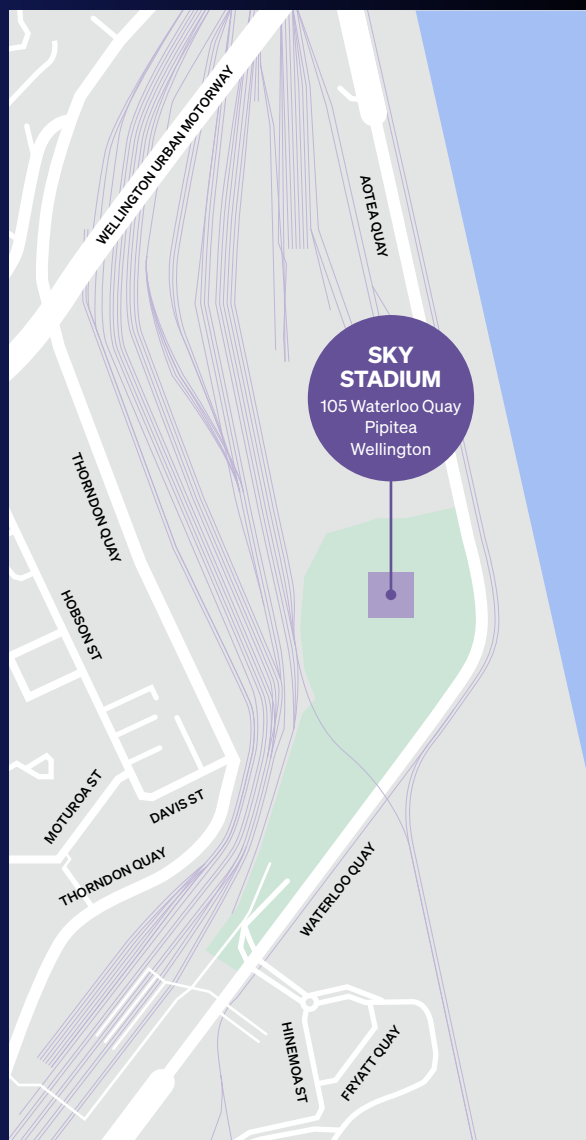 WELLINGTON URBAN MOTORWAY
AOTEA QUAY
SKY
STADIUM
105 Waterloo Quay
Pipitea
Wellington
THORNDON QUAY
HOBSON ST
MOTUROA ST
DAVIS ST
THORNDON QUAY
WATERLOO QUAY
HINEMOA ST
FRYATT QUAY